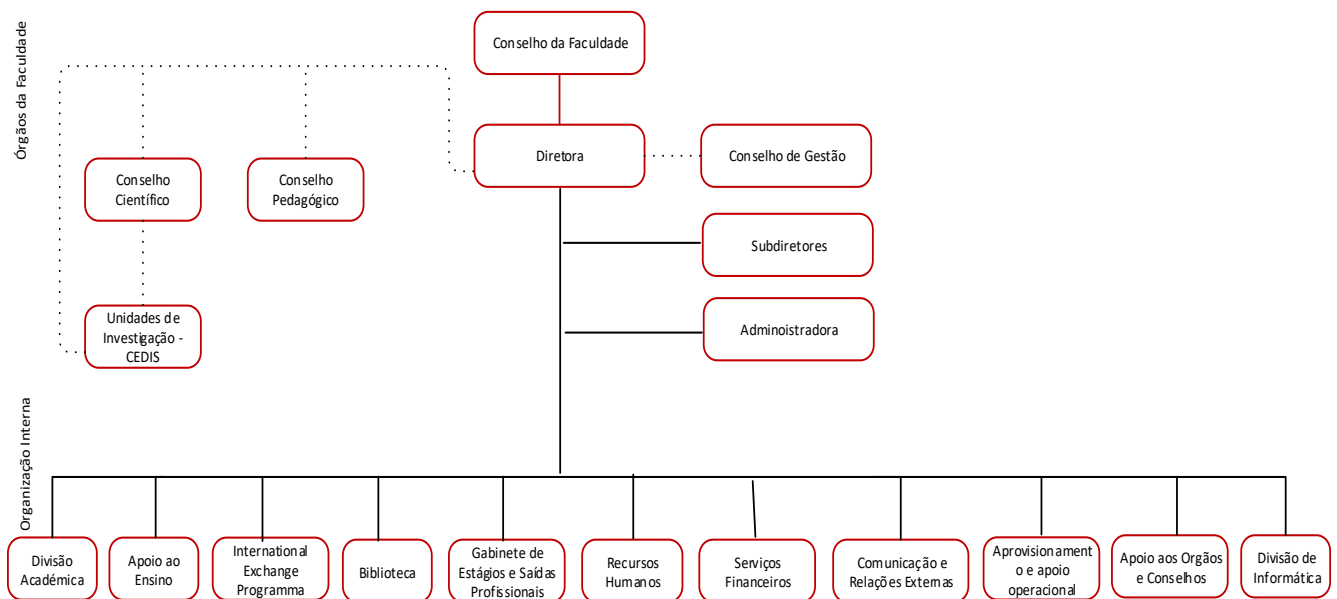 Órgãos da Faculdade
Conselho da Faculdade
Diretora
Conselho de Gestão
Conselho
Científico
Conselho
Pedagógico
Subdiretores
Unidades de
Investigação -
CEDIS
Adminoistradora
Organização Interna
Divisão
Académica
Apoio ao
Ensino
International
Exchange
Programma
Biblioteca
Gabinete de
Estágios e Saídas
Profissionais
Recursos
Humanos
Serviços
Financeiros
Comunicação e
Relações Externas
Aprovisionament
o e apoio
operacional
Apoio aos Orgãos
e Conselhos
Divisão de
Informática